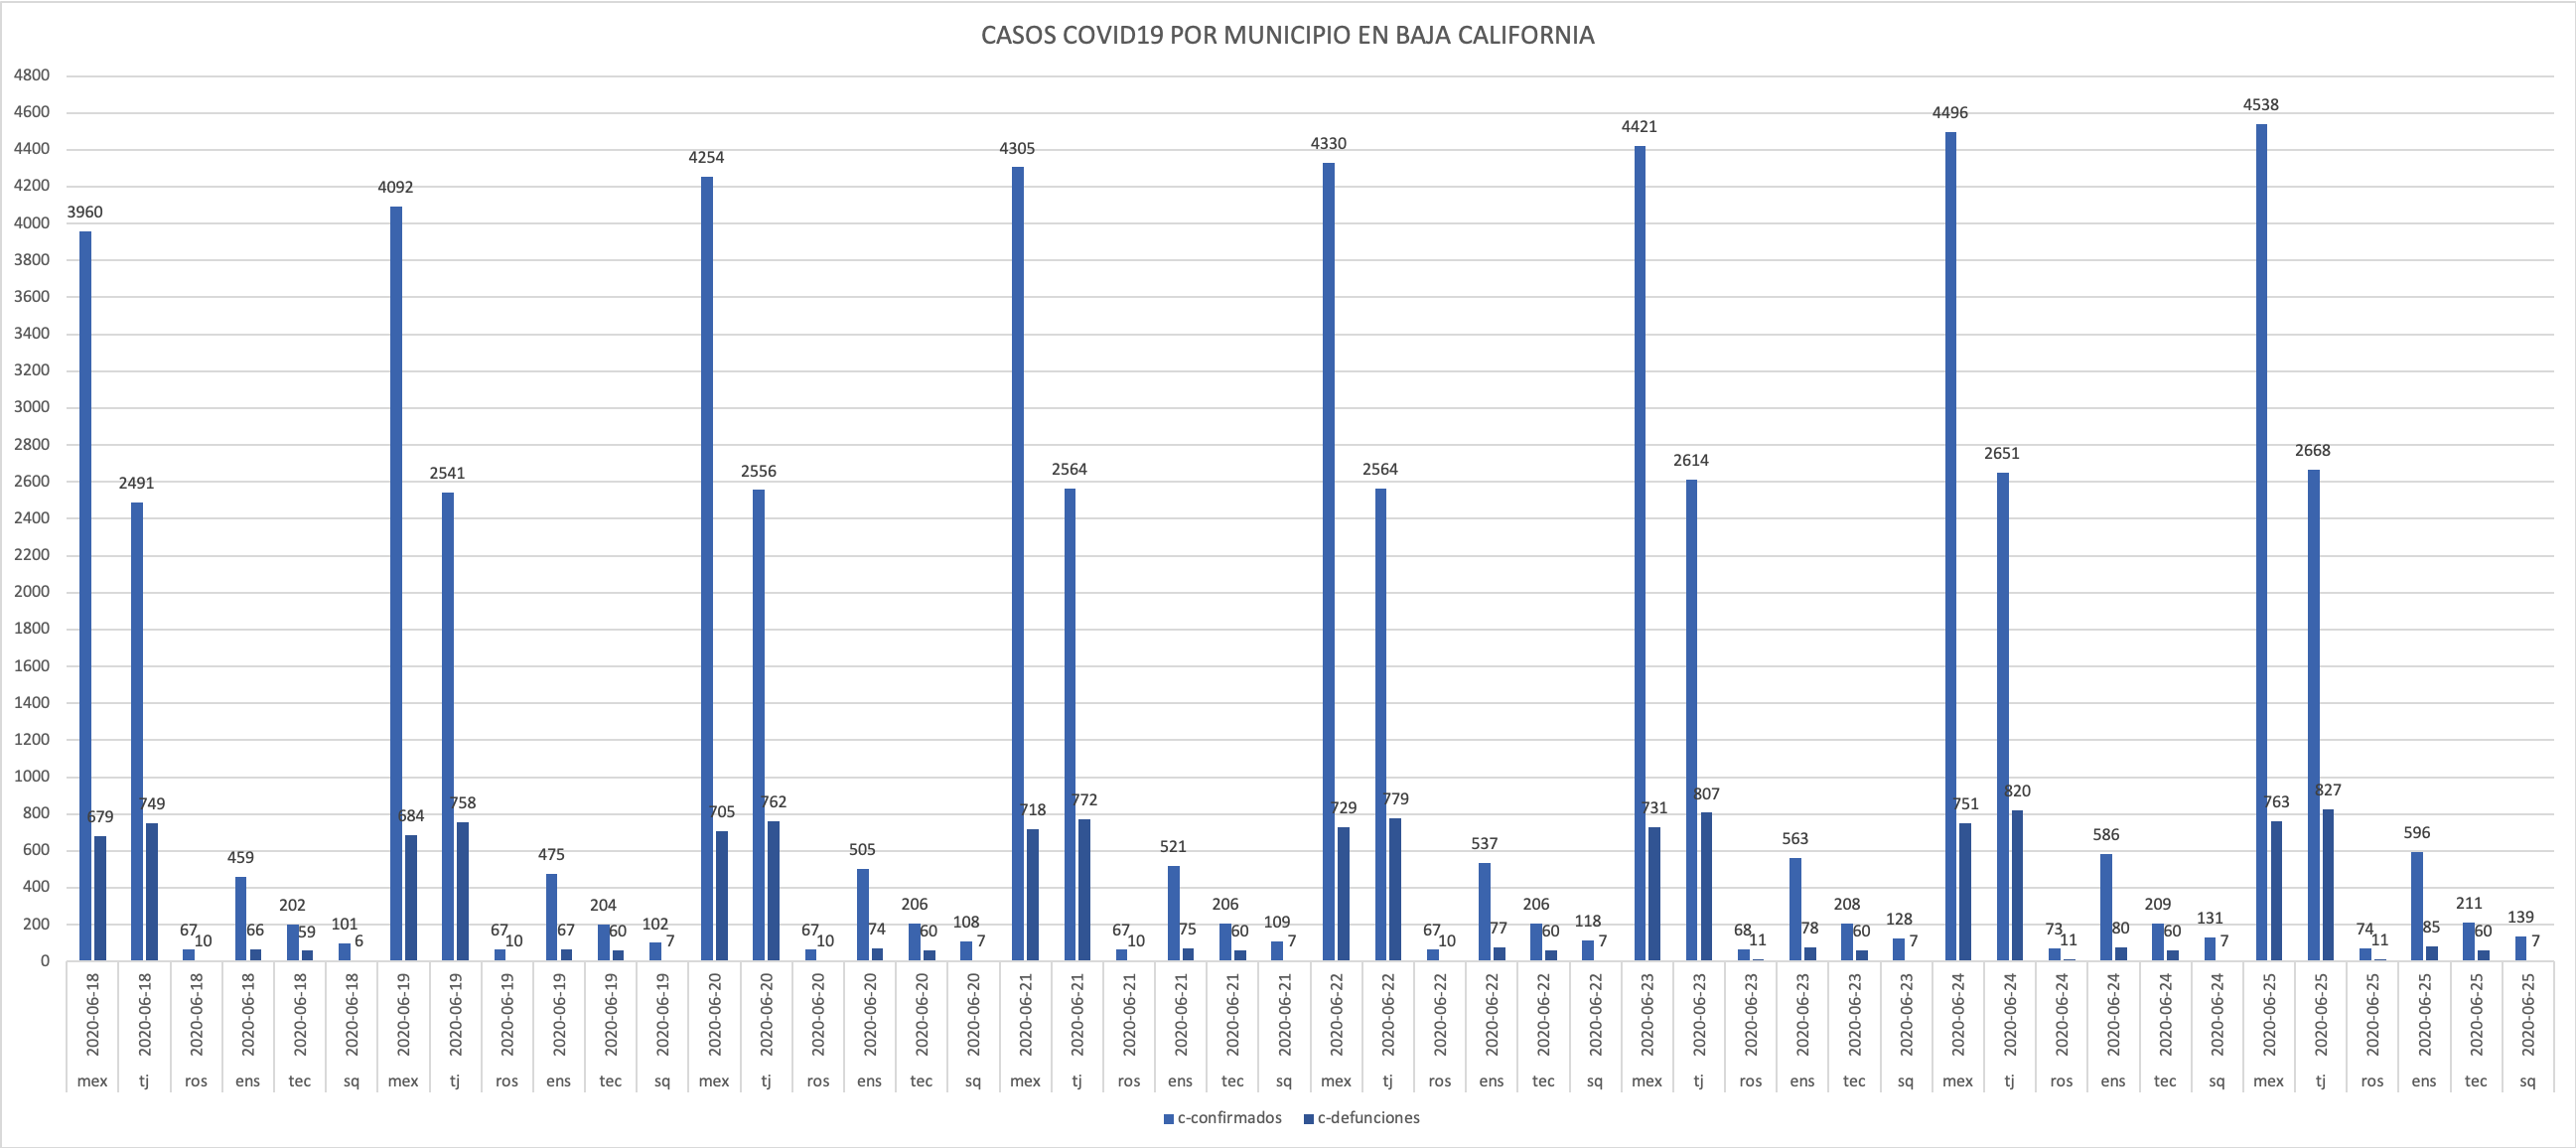 CASOS COVID19 POR MUNICIPIO EN BAJA CALIFORNIA
4800
4600
4400
4200
4000
3800
3600
3400
3200
3000
2800
2600
2400
2200
2000
1800
1600
1400
1200
1000
800
600
400
200
0
3960 679 2491 749 67 10 459 66 202 59 101 6
4092 684 2541 758 67 10 475 67 204 60 102 7
4254 705 2556 762 67 10 505 74 206 60 108 7
4305 718 2564 772 67 10 521 75 206 60 109 7
4330 729 2564 779 67 10 537 77 206 60 118 7
4421 731 2614 807 68 11 563 78 208 60 128 7
4496 751 2651 820 73 11 586 80 209 60 131 7
4538 763 2668 827 74 11 596 85 211 60 139 7
2020-06-18 2020-06-18 2020-06-18 2020-06-18 2020-06-18 2020-06-18 2020-06-19 2020-06-19 2020-06-19 2020-06-19 2020-06-19 2020-06-19 2020-06-20 2020-06-20 2020-06-20 2020-06-20 2020-06-20 2020-06-20 2020-06-21 2020-06-21 2020-06-21 2020-06-21 2020-06-21 2020-06-21 2020-06-22 2020-06-22 2020-06-22 2020-06-22 2020-06-22 2020-06-22 2020-06-23 2020-06-23 2020-06-23 2020-06-23 2020-06-23 2020-06-23 2020-06-24 2020-06-24 2020-06-24 2020-06-24 2020-06-24 2020-06-24 2020-06-25 2020-06-25 2020-06-25 2020-06-25 2020-06-25 2020-06-25
mex tj ros ens tec sq mex tj ros ens tec sq mex tj ros ens tec sq mex tj ros ens tec sq mex tj ros ens tec sq mex tj ros ens tec sq mex tj ros ens tec sq mex tj ros ens tec sq
c-confirmados c-defunciones